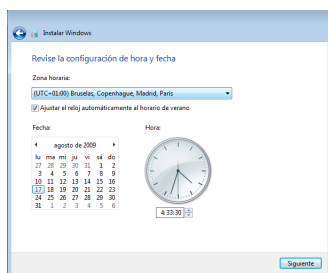 Instalar Windows
Revise la configuración de hora y fecha
Zona horaria:
(UTC+01:00) Bruselas, Copenhague, Madrid, París
Ajustar el reloj automáticamente al horario de verano
Fecha: Hora:
agosto de 2009
lu ma mi ju vi sá do
27 28 29 30 31 1 2
3 4 5 6 7 8 9
10 11 12 13 14 15 16
17 18 19 20 21 22 23
24 25 26 27 28 29 30
31 1 2 3 4 5 6
4:33:30
Siguiente